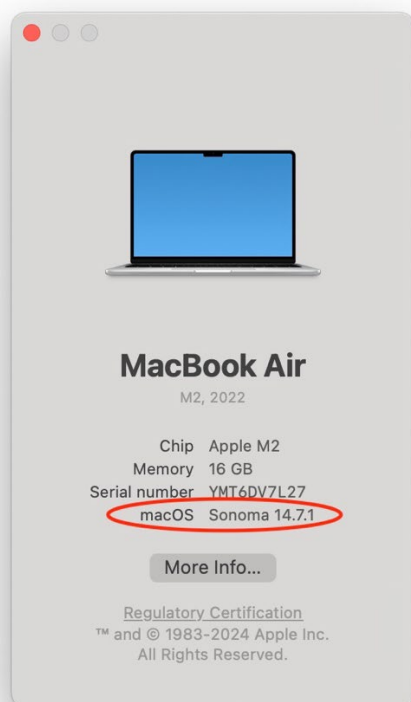 MacBook Air
M2, 2022
Chip Apple M2
Memory 16 GB
Serial number YMT6DV7L27
macOS Sonoma 14.7.1
More Info...
Regulatory Certification
™ and © 1983-2024 Apple Inc.
All Rights Reserved.